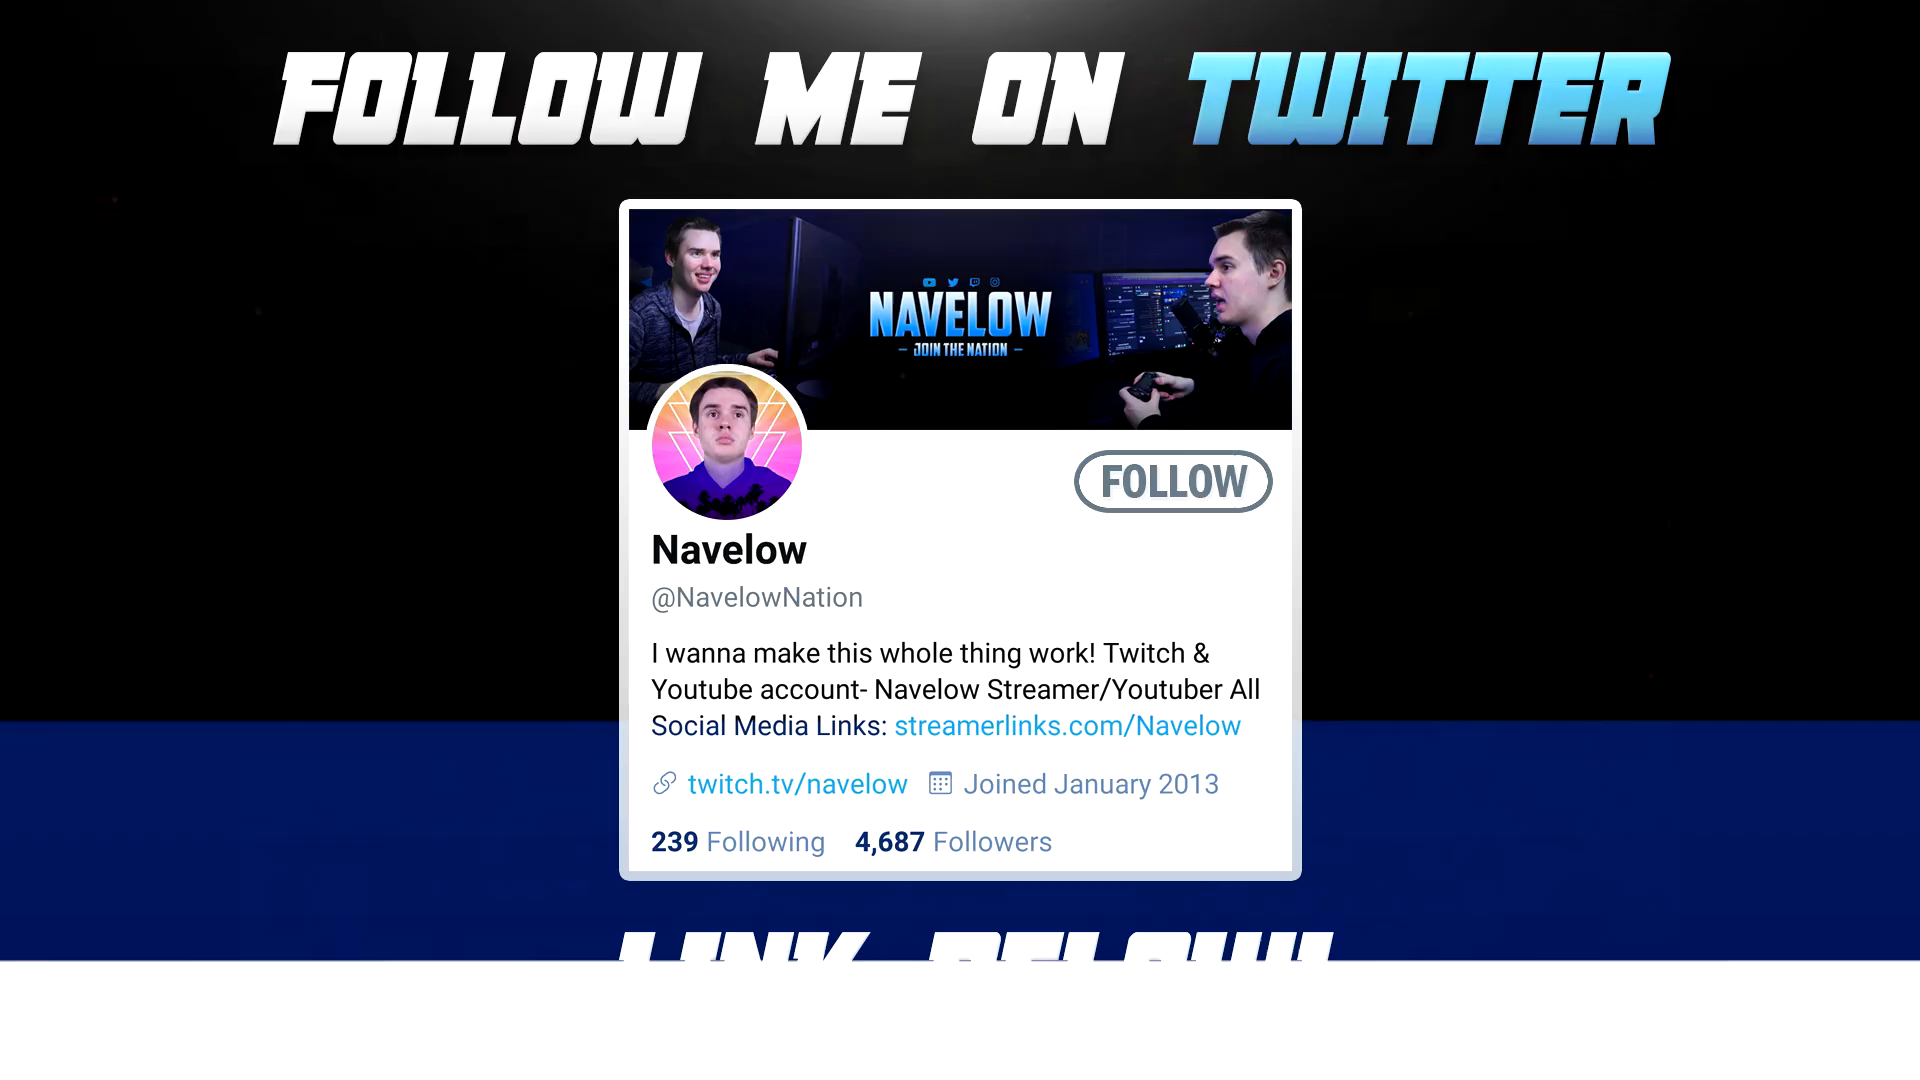 FOLLOW ME ON TWITTER
NAVELOW
- JOIN THE NATION -
FOLLOW
Navelow
@NavelowNation
I wanna make this whole thing work! Twitch &
Youtube account- Navelow Streamer/Youtuber All
Social Media Links: streamerlinks.com/Navelow
twitch.tv/navelow Joined January 2013
239 Following 4,687 Followers
LINK BELOW!